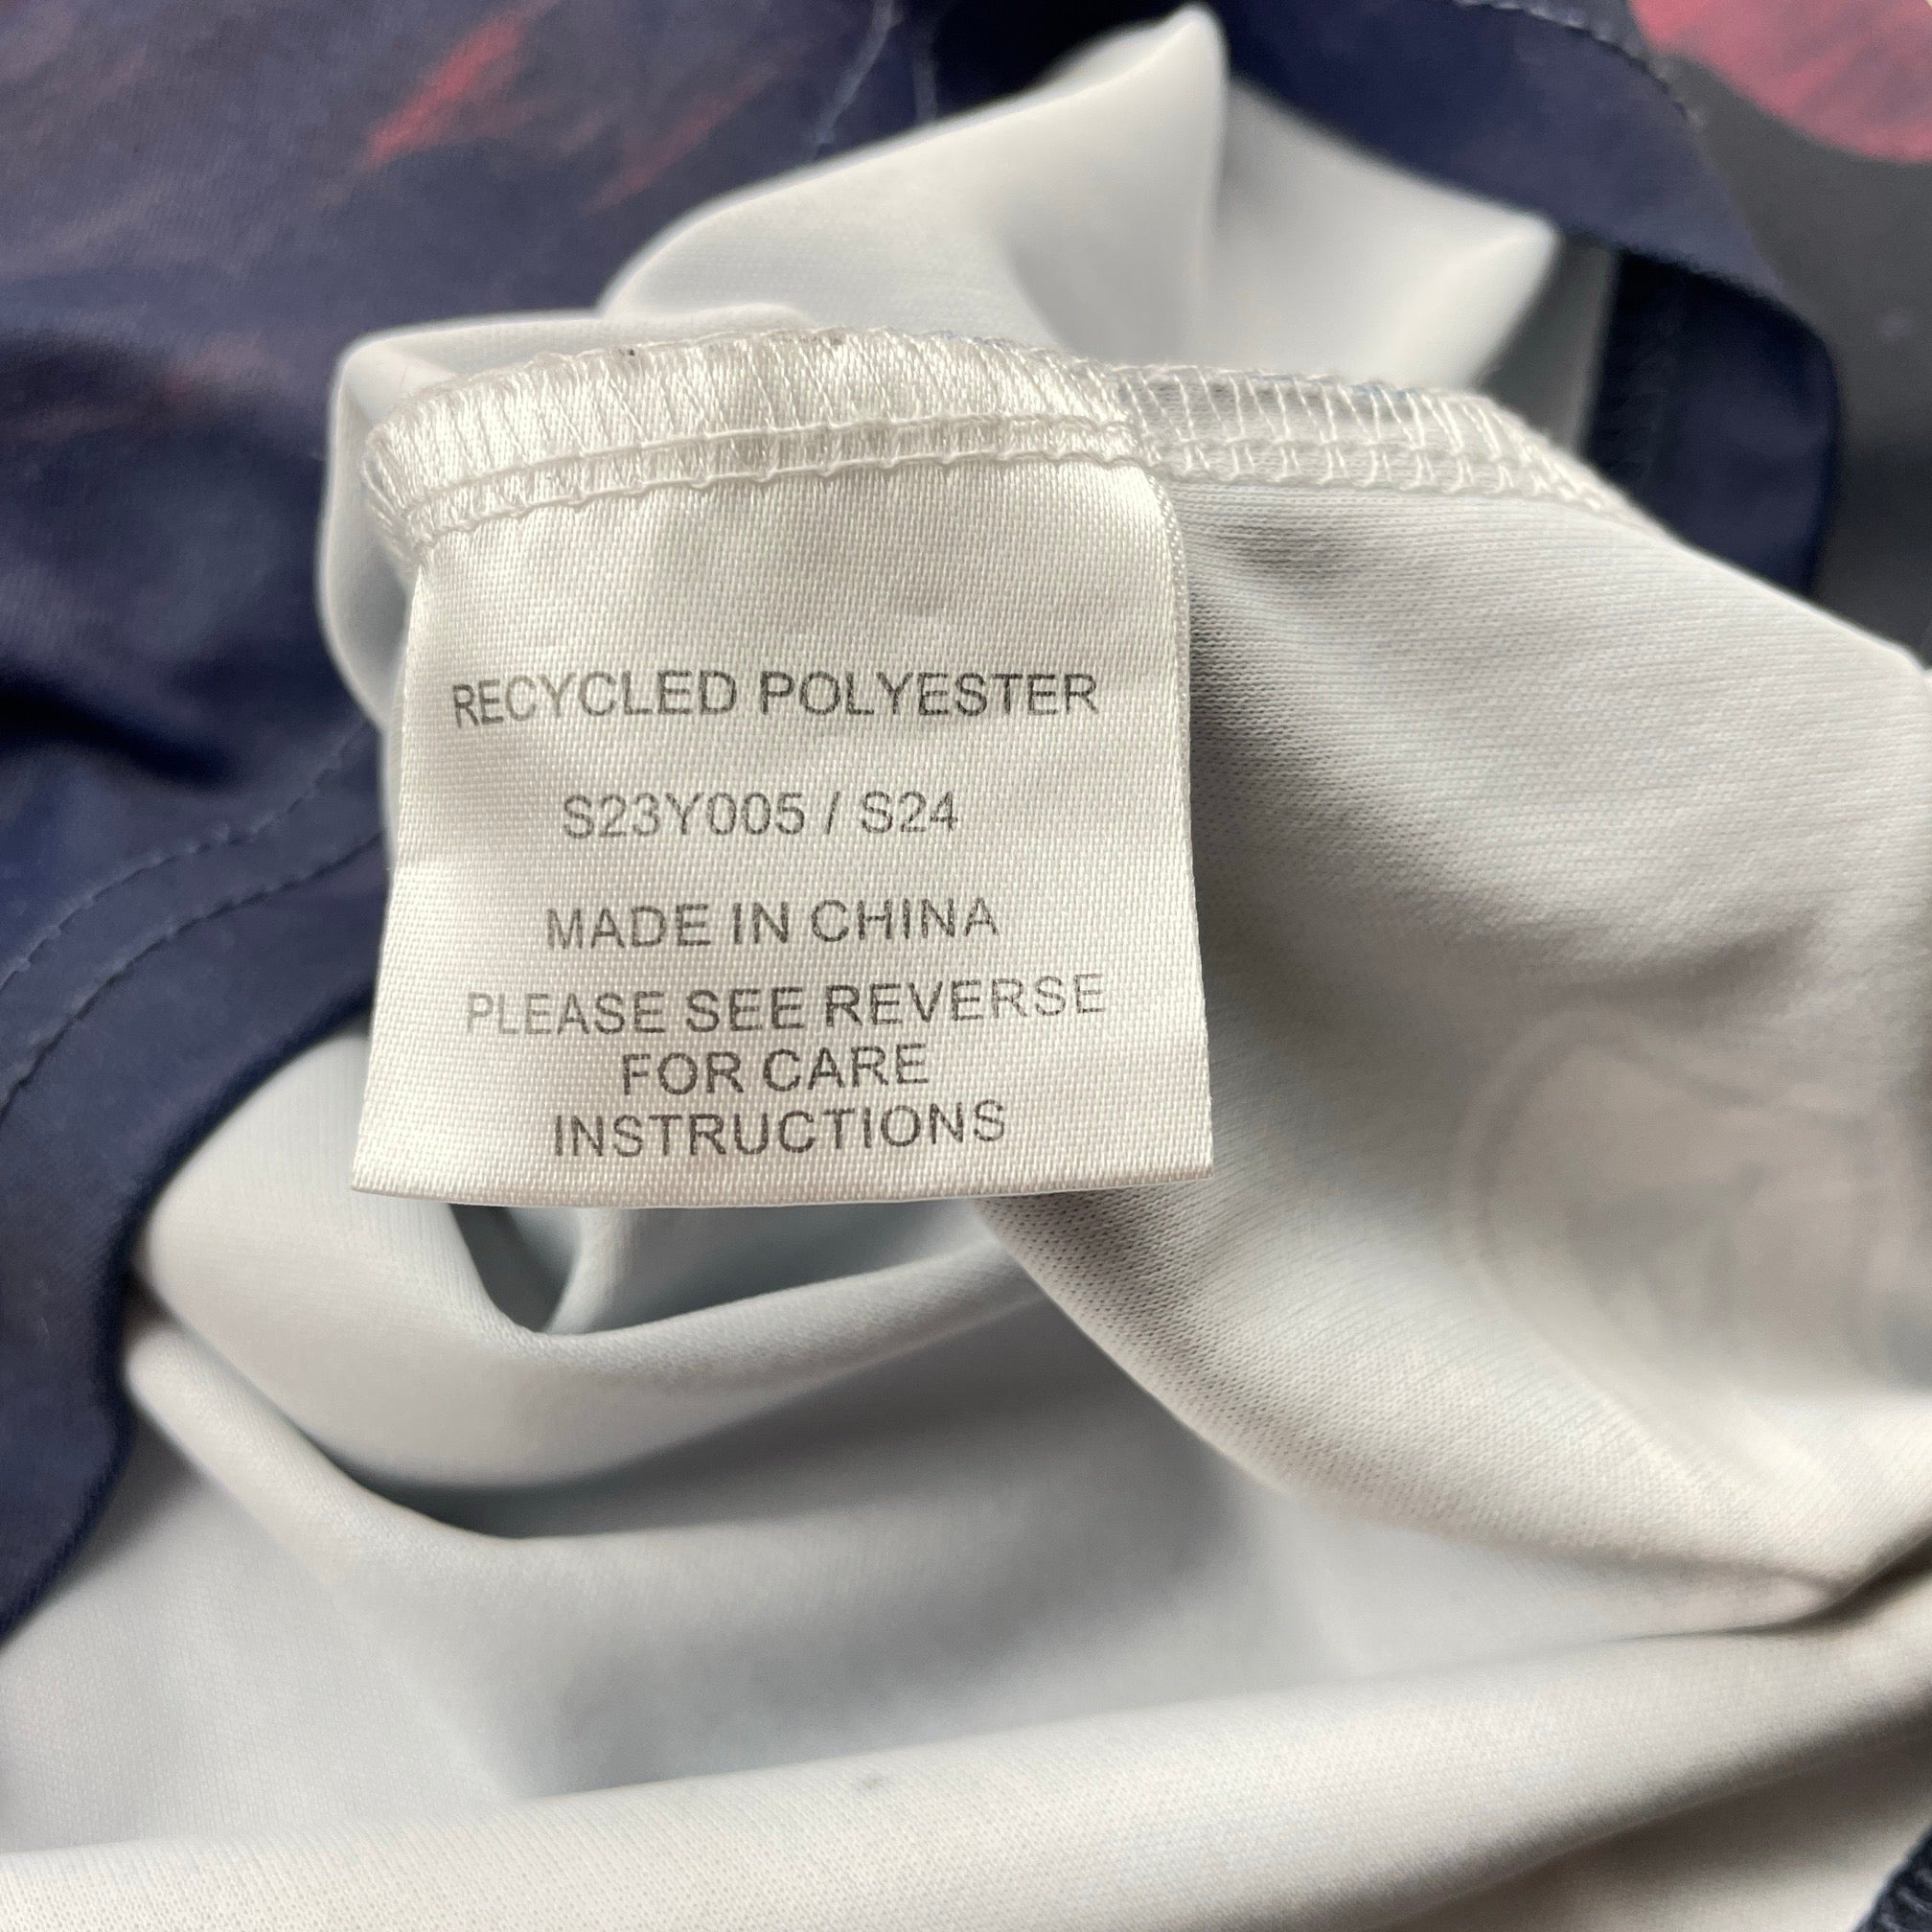 RECYCLED POLYESTER
S23Y005 / S24
MADE IN CHINA
PLEASE SEE REVERSE
FOR CARE
INSTRUCTIONS